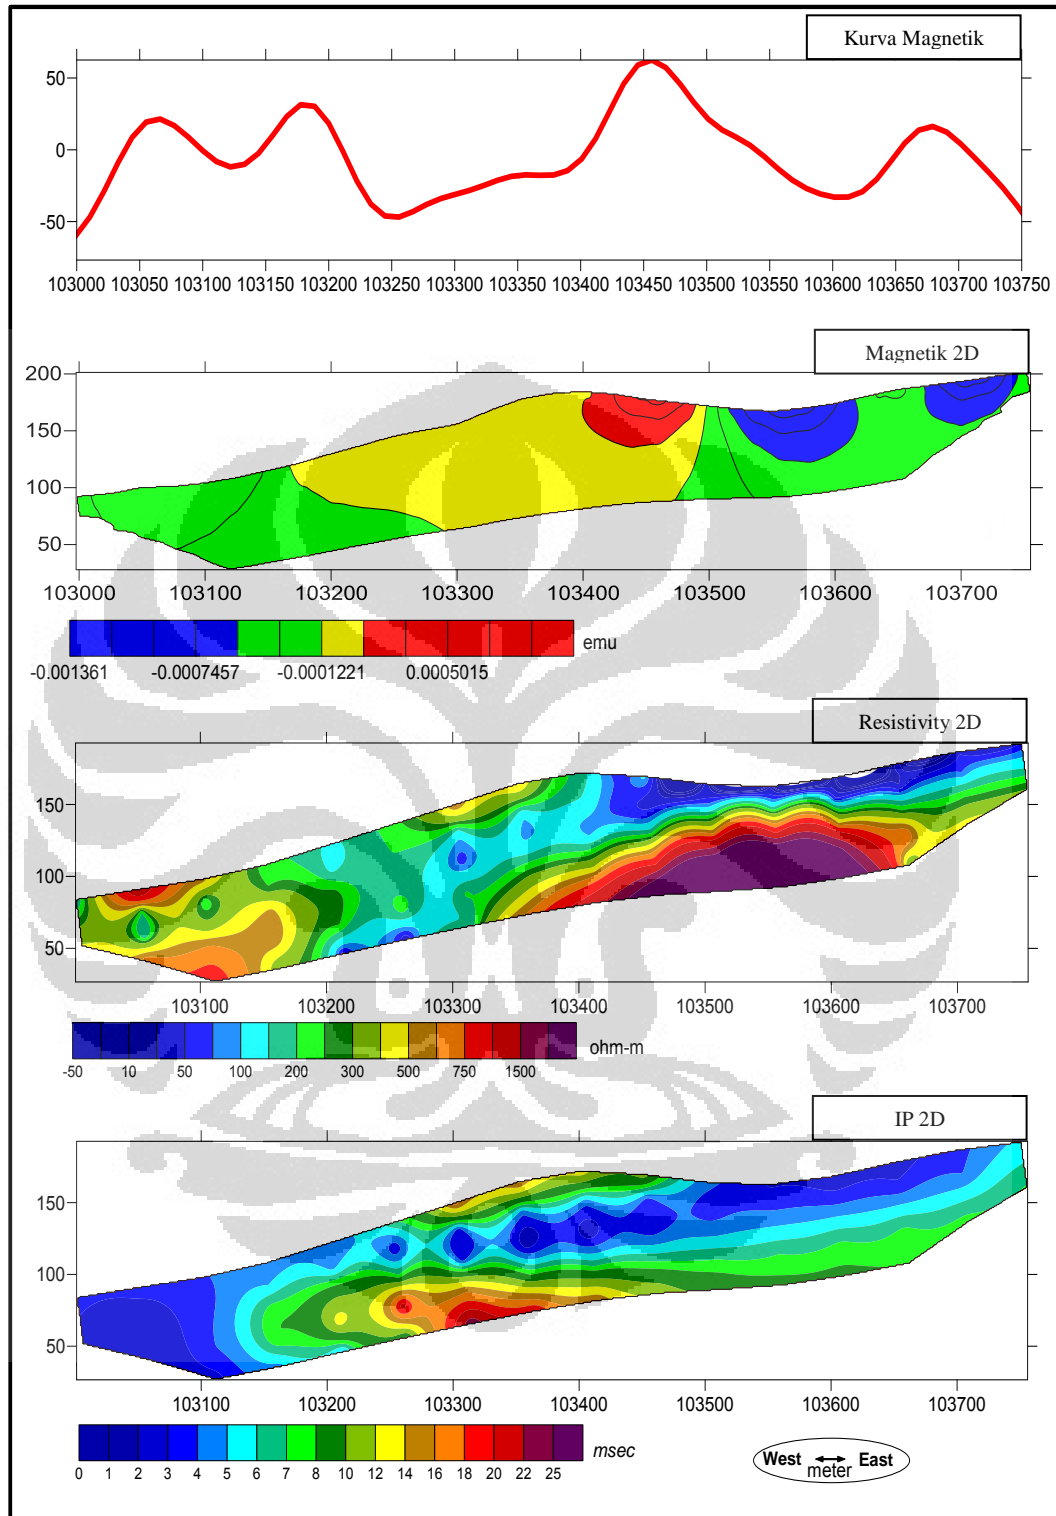 Kurva Magnetik
50
0
-50
103000 103050 103100 103150 103200 103250 103300 103350 103400 103450 103500 103550 103600 103650 103700 103750
Magnetik 2D
200
150
100
50
103000 103100 103200 103300 103400 103500 103600 103700
emu
-0.001361 -0.0007457 -0.0001221 0.0005015
Resistivity 2D
150
100
50
103100 103200 103300 103400 103500 103600 103700
ohm-m
-50 10 50 100 200 300 500 750 1500
IP 2D
150
100
50
103100 103200 103300 103400 103500 103600 103700
msec
0 1 2 3 4 5 6 7 8 10 12 14 16 18 20 22 25
West East
meter